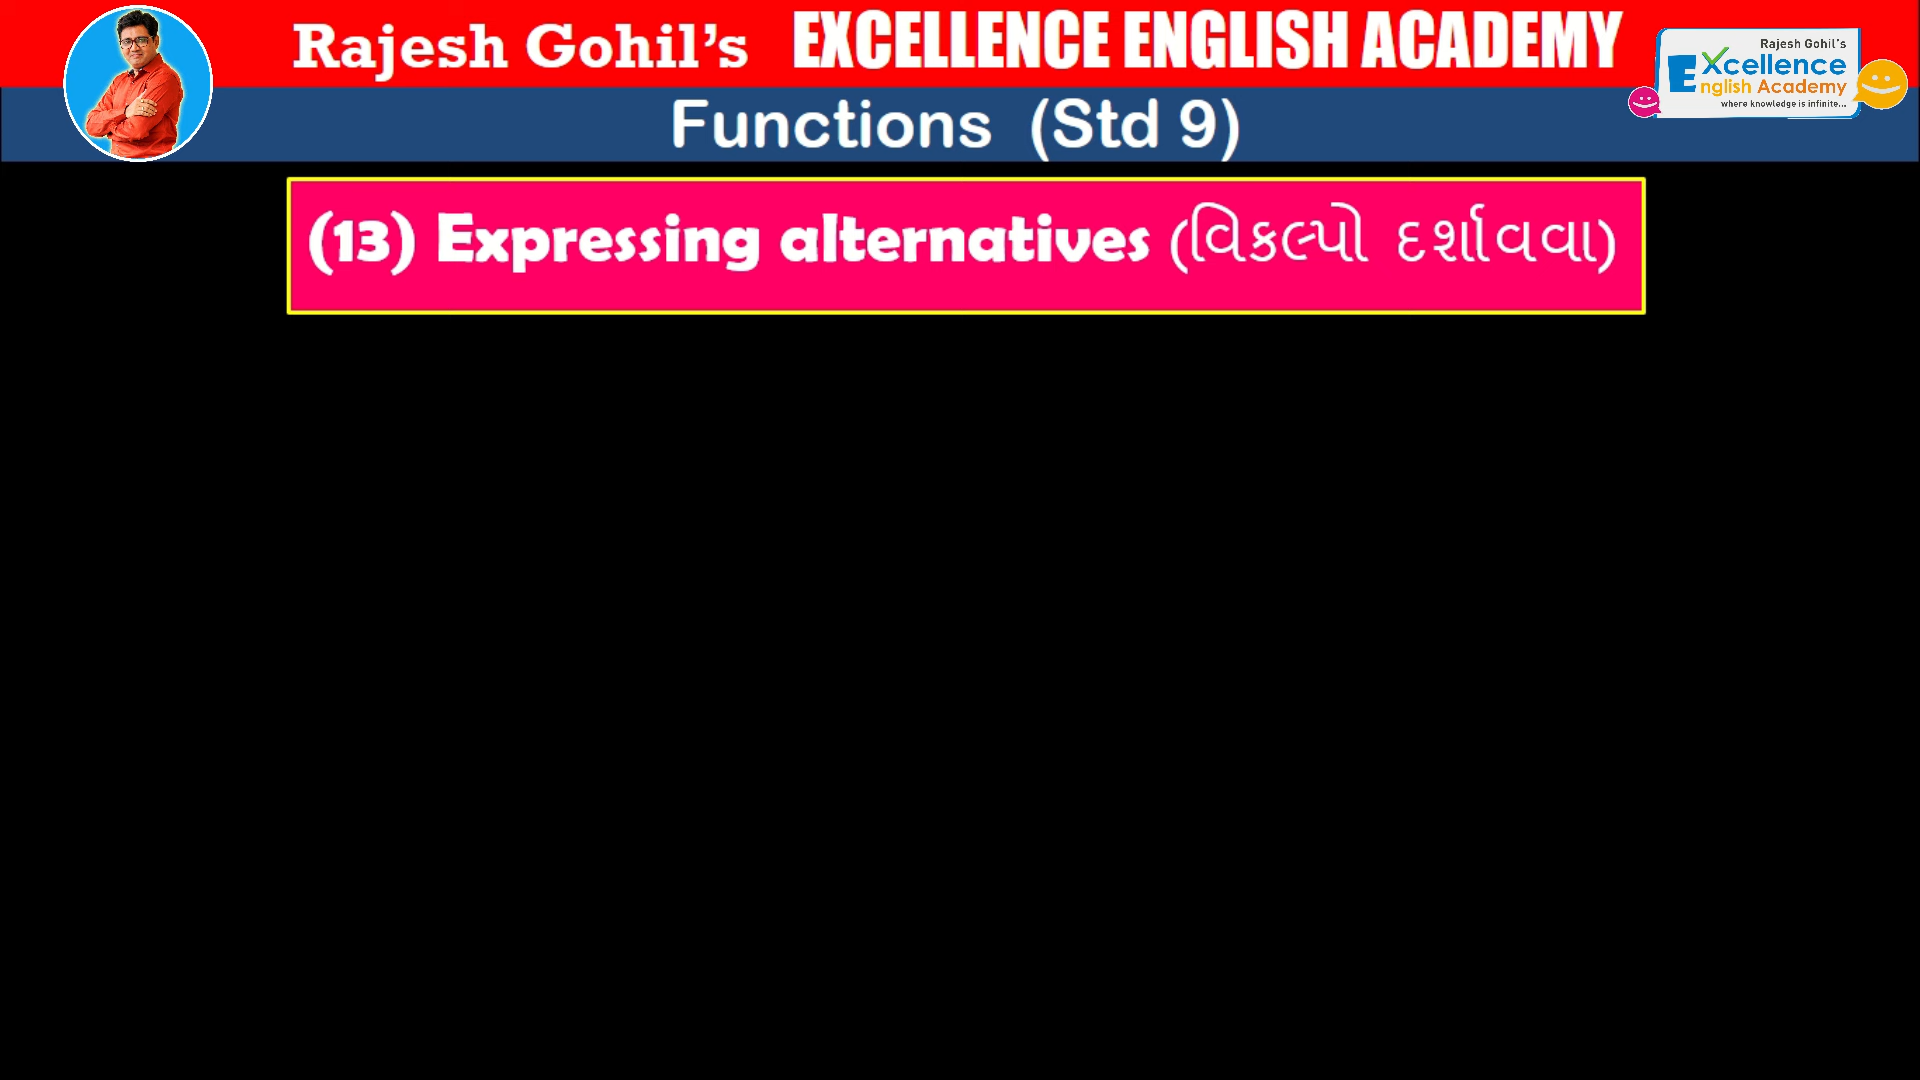 Rajesh Gohil’s EXCELLENCE ENGLISH ACADEMY
Rajesh Gohil's
Excellence
English Academy
where knowledge is infinite...
Functions (Std 9)
(13) Expressing alternatives (વિકલ્પો દર્શાવવા)